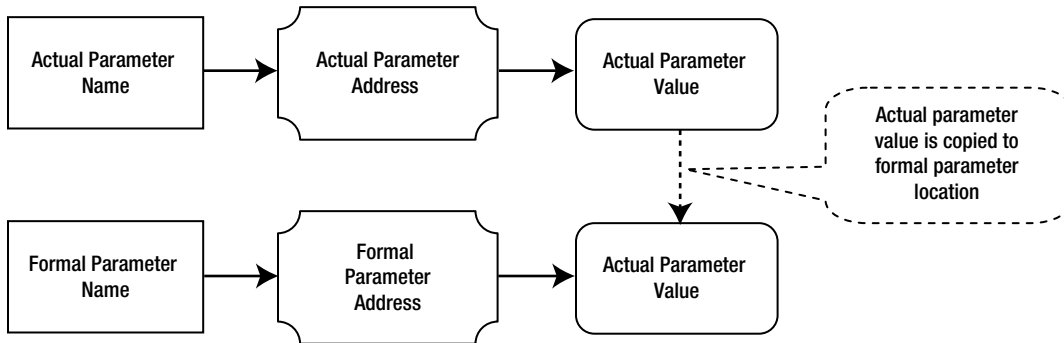 Actual Parameter
Name
Actual Parameter
Address
Actual Parameter
Value
Actual parameter
value is copied to
formal parameter
location
Formal Parameter
Name
Formal
Parameter
Address
Actual Parameter
Value